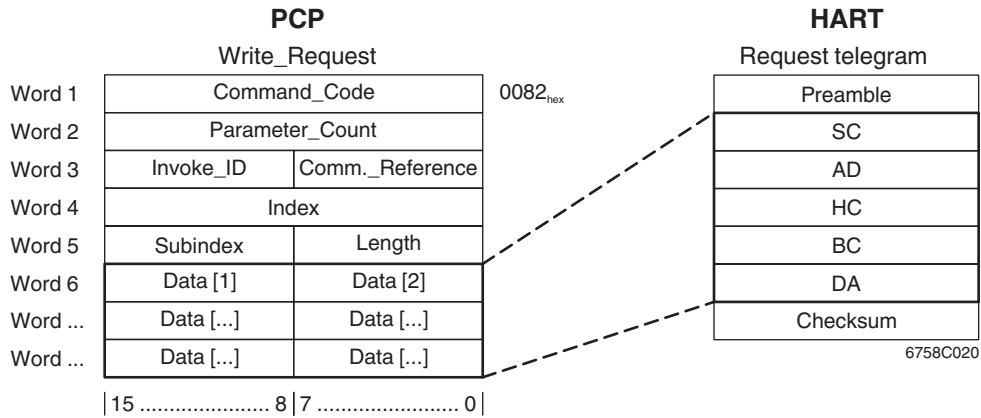 PCP HART
Write_Request Request telegram
Word 1 Command_Code 0082hex Preamble
Word 2 Parameter_Count SC
Word 3 Invoke_ID Comm._Reference AD
Word 4 Index HC
Word 5 Subindex Length BC
Word 6 Data [1] Data [2] DA
Word ... Data [...] Data [...] Checksum
Word ... Data [...] Data [...] 6758C020
15 .................... 8 7 ....................... 0